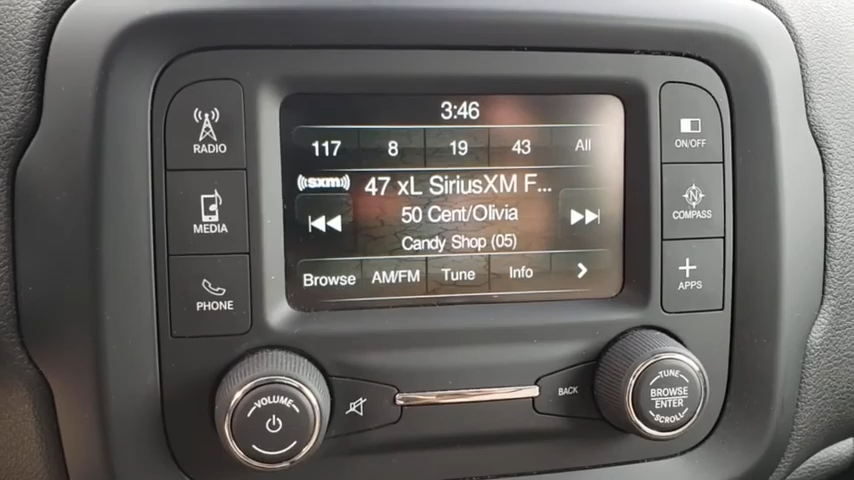 3:46
117 8 19 43 All
((sxm)) 47 xL SiriusXM F...
50 Cent/Olivia
Candy Shop (05)
Browse AM/FM Tune Info
RADIO
MEDIA
PHONE
ON/OFF
N
COMPASS
APPS
VOLUME
BACK
TUNE
BROWSE
ENTER
SCROLL